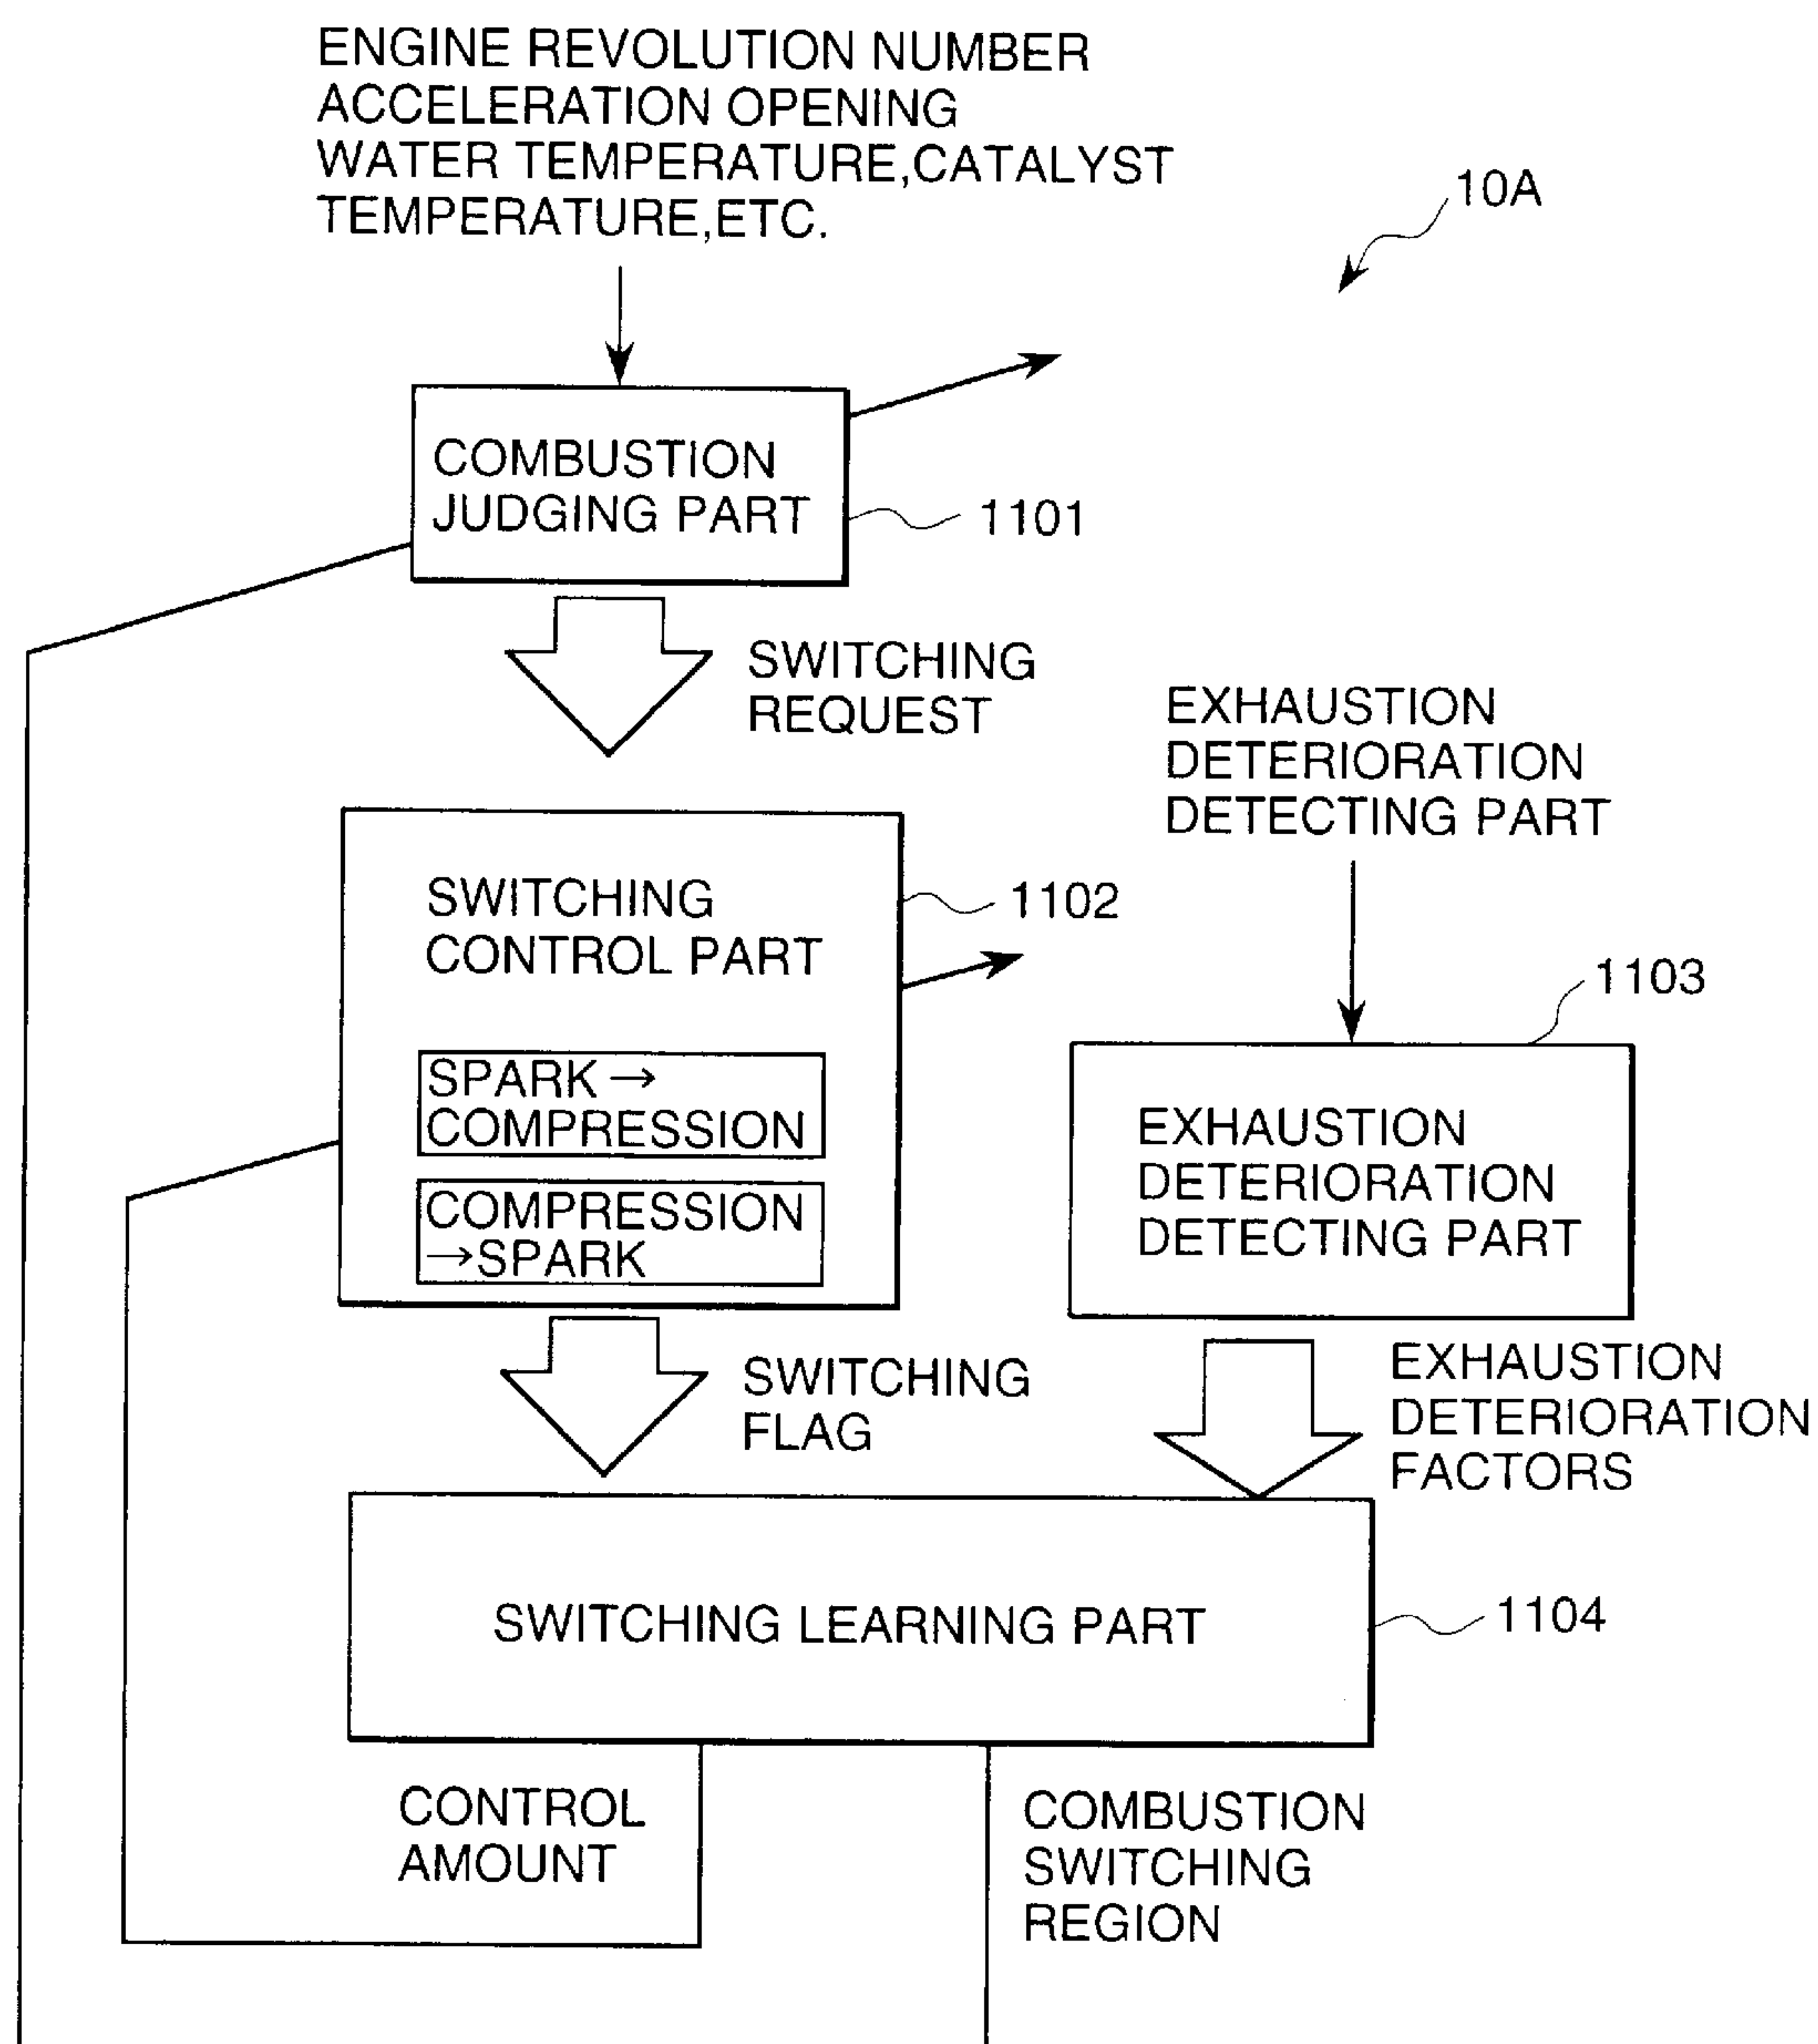 ENGINE REVOLUTION NUMBER
ACCELERATION OPENING
WATER TEMPERATURE,CATALYST
TEMPERATURE,ETC.
10A
COMBUSTION
JUDGING PART
1101
SWITCHING
REQUEST
EXHAUSTION
DETERIORATION
DETECTING PART
SWITCHING
CONTROL PART
1102
SPARK →
COMPRESSION
COMPRESSION
→SPARK
1103
EXHAUSTION
DETERIORATION
DETECTING PART
SWITCHING
FLAG
EXHAUSTION
DETERIORATION
FACTORS
SWITCHING LEARNING PART
1104
CONTROL
AMOUNT
COMBUSTION
SWITCHING
REGION